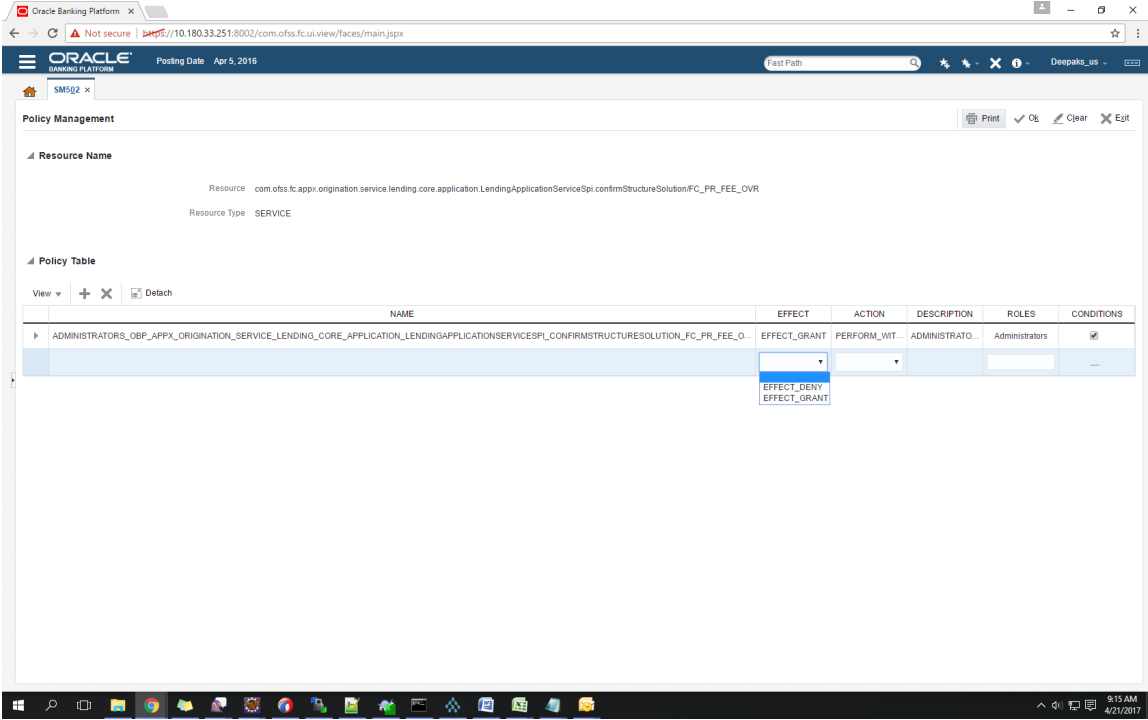 Oracle Banking Platform
Not secure | https://10.180.33.251:8002/com.ofss.fc.ui.view/faces/main.jspx
ORACLE
BANKING PLATFORM
Posting Date Apr 5, 2016
Fast Path
Deepaks_us
SM502
Policy Management
Print Ok Clear Exit
Resource Name
Resource com.ofss.fc.appx.origination.service.lending.core.application.LendingApplicationServiceSpi.confirmStructureSolution/FC_PR_FEE_OVR
Resource Type SERVICE
Policy Table
View Detach
NAME EFFECT ACTION DESCRIPTION ROLES CONDITIONS
ADMINISTRATORS_OBP_APPX_ORIGINATION_SERVICE_LENDING_CORE_APPLICATION_LENDINGAPPLICATIONSERVICESPI_CONFIRMSTRUCTURESOLUTION_FC_PR_FEE_O... EFFECT_GRANT PERFORM_WIT... ADMINISTRATO... Administrators
EFFECT_DENY
EFFECT_GRANT
9:15 AM
4/21/2017